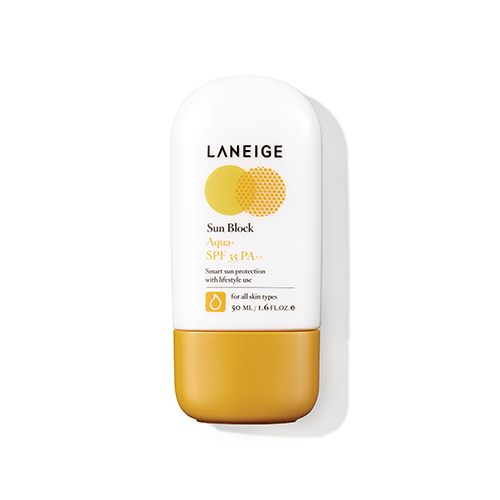 LANEIGE
Sun Block
Aqua+
SPF 35 PA++
Smart sun protection
with lifestyle use
for all skin types
50 ML / 1.6 FL.OZ.e